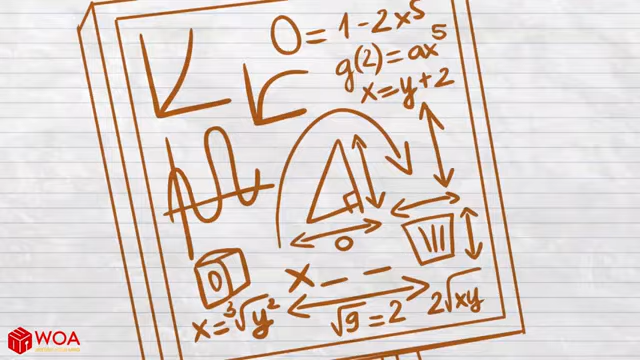 0 = 1 - 2x⁵
g(2) = ax⁵
x = y + 2
0
0
x _ _
x = ³√y²
√9 = 2
2√xy
WOA